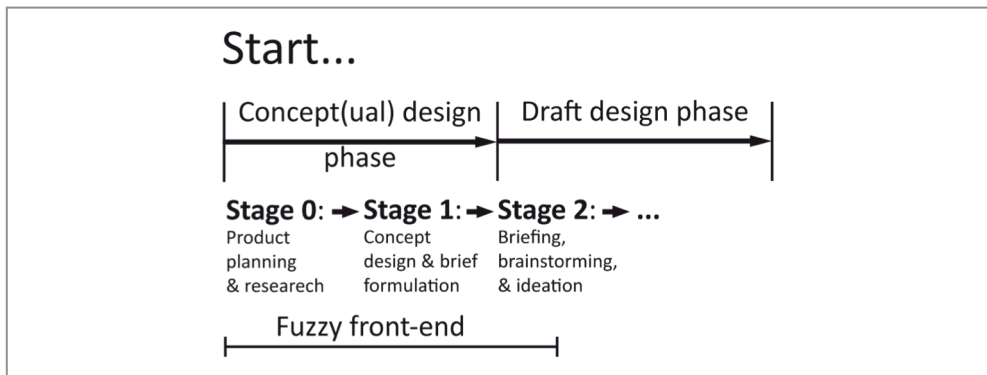 Start...
Concept(ual) design
phase
Draft design phase
Stage 0: → Stage 1: → Stage 2: → ...
Product
planning
& researech
Concept
design & brief
formulation
Briefing,
brainstorming,
& ideation
Fuzzy front-end